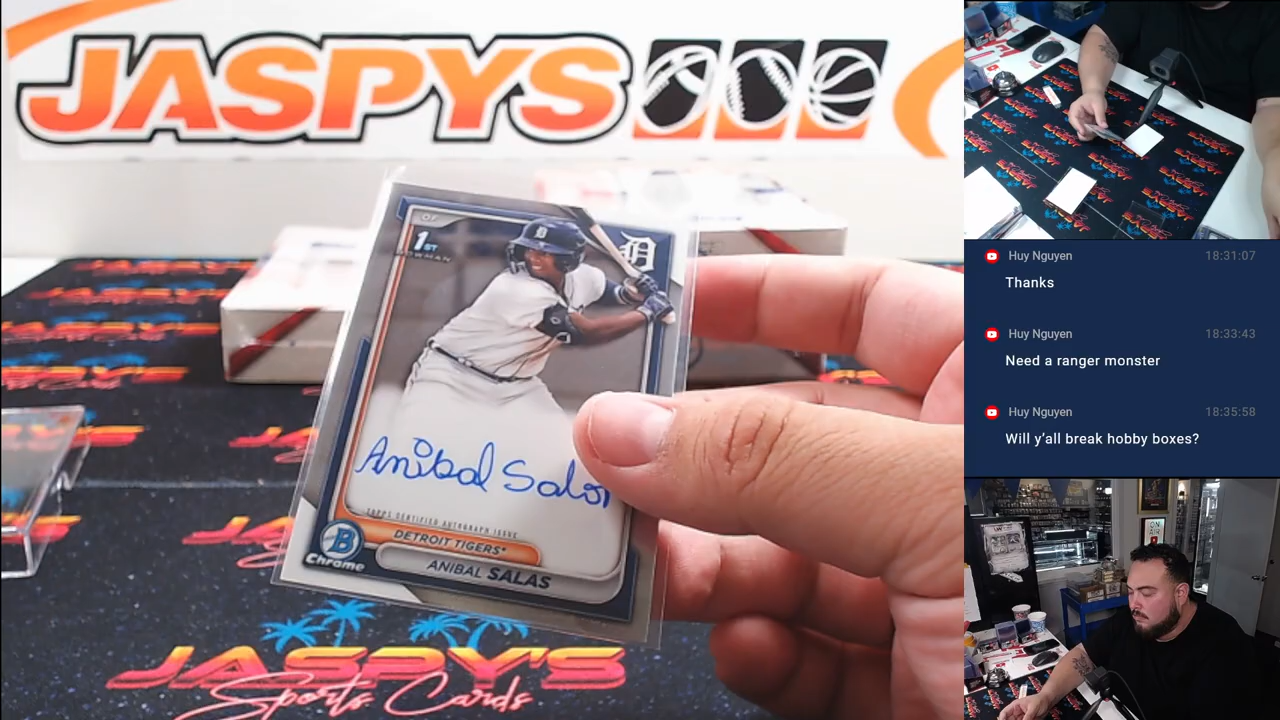 JASPYS
1ST
BOWMAN
D
D
Anibal Salas
TOPPS CERTIFIED AUTOGRAPH ISSUE
DETROIT TIGERS*
ANIBAL SALAS
B
Chrome
JASPY'S
Sports Cards
Huy Nguyen 18:31:07
Thanks
Huy Nguyen 18:33:43
Need a ranger monster
Huy Nguyen 18:35:58
Will y'all break hobby boxes?
ON
AIR